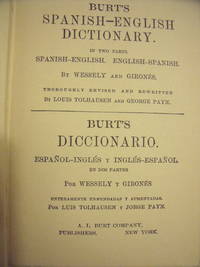 BURT'S
SPANISH-ENGLISH
DICTIONARY.
IN TWO PARTS.
SPANISH-ENGLISH. ENGLISH-SPANISH.
BY WESSELY AND GIRONÉS.
THOROUGHLY REVISED AND REWRITTEN
BY LOUIS TOLHAUSEN AND GEORGE PAYN.
BURT'S
DICCIONARIO.
ESPAÑOL-INGLÉS Y INGLÉS-ESPAÑOL.
EN DOS PARTES
POR WESSELY Y GIRONÉS
ENTERAMENTE ENMENDADAS Y AUMENTADAS.
POR LUIS TOLHAUSEN Y JORGE PAYN.
A. L. BURT COMPANY,
PUBLISHERS, NEW YORK.